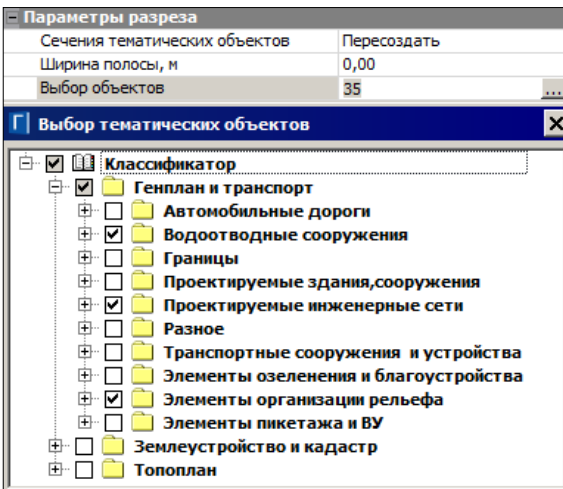 Параметры разреза
Сечения тематических объектов Пересоздать
Ширина полосы, м 0,00
Выбор объектов 35 ...
Выбор тематических объектов
Классификатор
Генплан и транспорт
Автомобильные дороги
Водоотводные сооружения
Границы
Проектируемые здания,сооружения
Проектируемые инженерные сети
Разное
Транспортные сооружения и устройства
Элементы озеленения и благоустройства
Элементы организации рельефа
Элементы пикетажа и ВУ
Землеустройство и кадастр
Топоплан